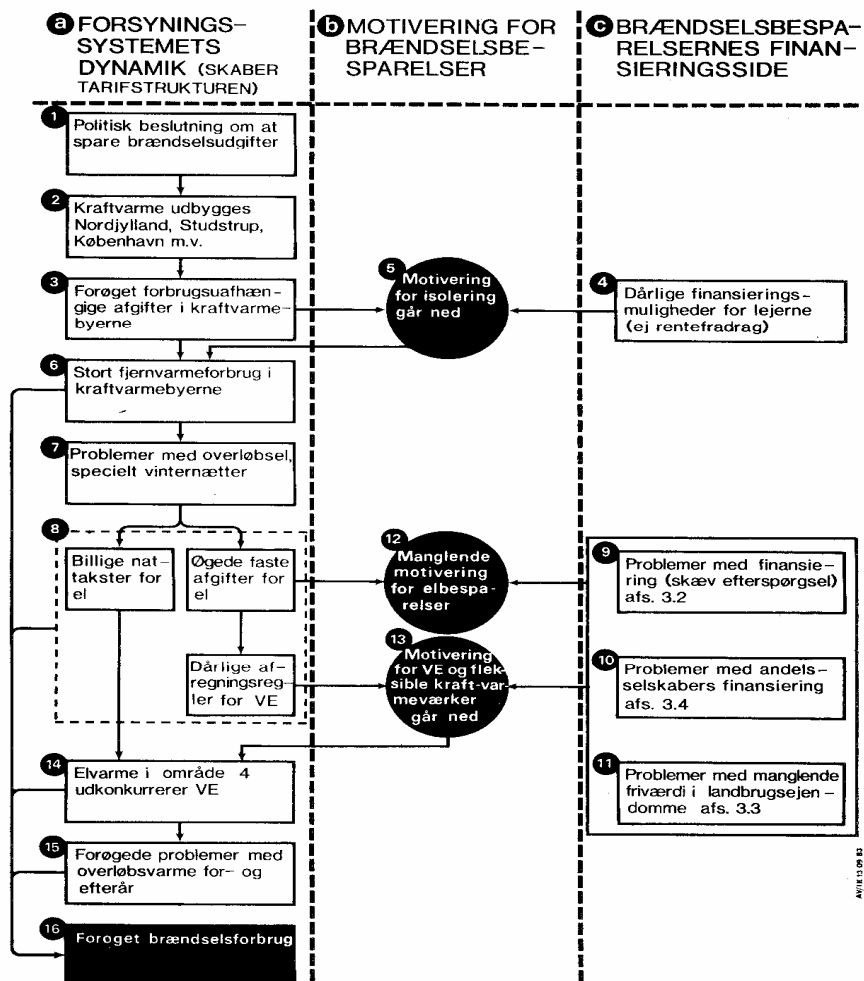 a FORSYNINGS-
SYSTEMETS
DYNAMIK (SKABER
TARIFSTRUKTUREN)
b MOTIVERING FOR
BRÆNDSELSBE-
SPARELSER
c BRÆNDSELSBESPA-
RELSERNES FINAN-
SIERINGSSIDE
1
Politisk beslutning om at
spare brændselsudgifter
2
Kraftvarme udbygges
Nordjylland, Studstrup,
København m.v.
3
Forøget forbrugsuafhæn-
gige afgifter i kraftvarme-
byerne
5
Motivering
for isolering
går ned
4
Dårlige finansierings-
muligheder for lejerne
(ej rentefradrag)
6
Stort fjernvarmeforbrug i
kraftvarmebyerne
7
Problemer med overløbsel,
specielt vinternætter
8
Billige nat-
takster for
el
Øgede faste
afgifter for
el
12
Manglende
motivering
for elbespa-
relser
9
Problemer med finansie-
ring (skæv efterspørgsel)
afs. 3.2
Dårlige af-
regningsreg-
ler for VE
13
Motivering
for VE og flek-
sible kraft-var-
meværker
går ned
10
Problemer med andels-
selskabers finansiering
afs. 3.4
14
Elvarme i område 4
udkonkurrerer VE
11
Problemer med manglende
friværdi i landbrugsejen-
domme afs. 3.3
15
Forøgede problemer med
overløbsvarme for- og
efterår
16
Foroget brændselsforbrug